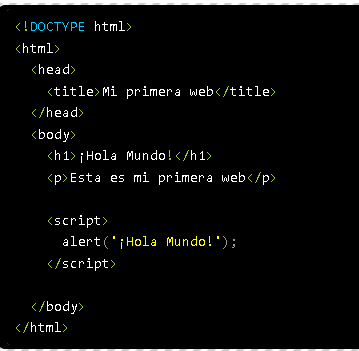 <!DOCTYPE html>
<html>
<head>
<title>Mi primera web</title>
</head>
<body>
<h1>¡Hola Mundo!</h1>
<p>Esta es mi primera web</p>
<script>
alert("¡Hola Mundo!");
</script>
</body>
</html>